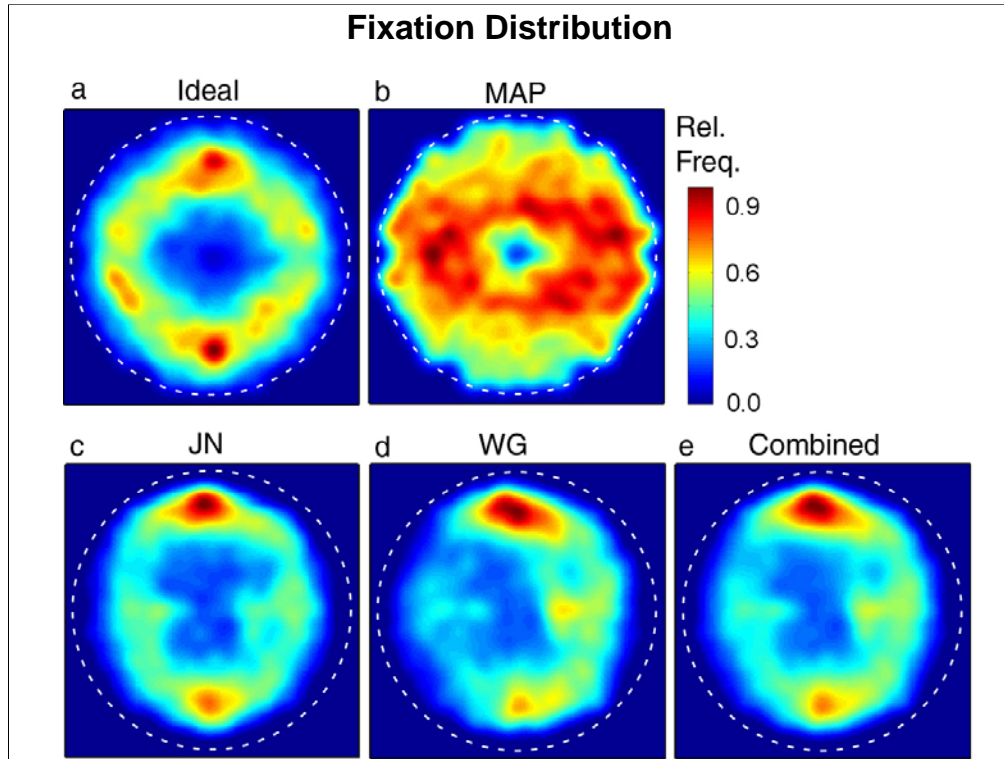 Fixation Distribution
a Ideal
b MAP
Rel.
Freq.
0.9
0.6
0.3
0.0
c JN
d WG
e Combined